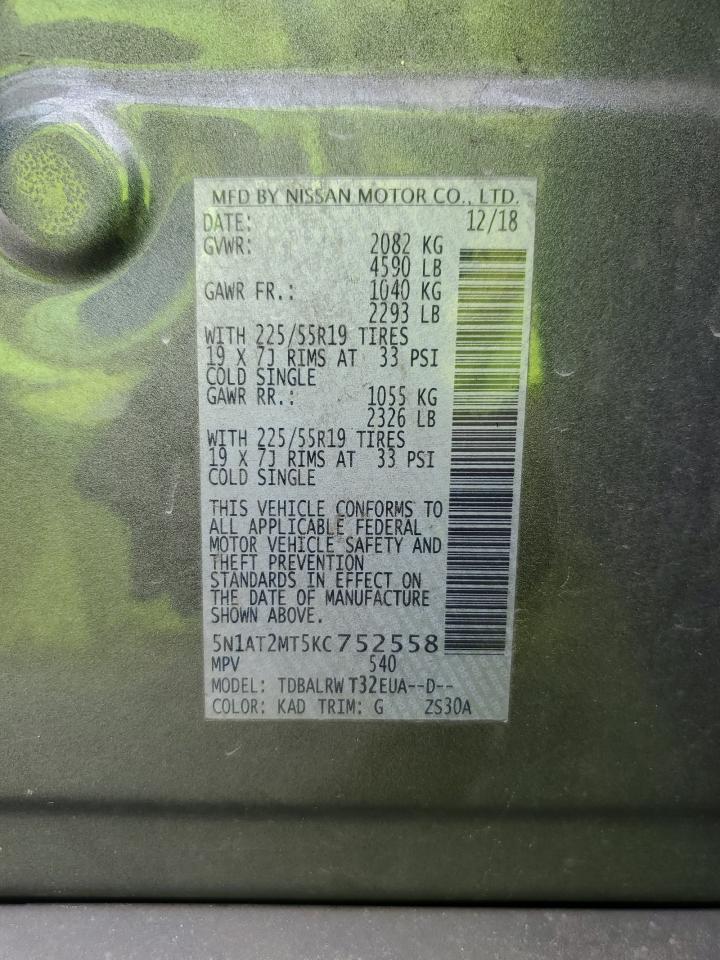 MFD BY NISSAN MOTOR CO., LTD.
DATE: 12/18
GVWR: 2082 KG
4590 LB
GAWR FR.: 1040 KG
2293 LB
WITH 225/55R19 TIRES
19 X 7J RIMS AT 33 PSI
COLD SINGLE
GAWR RR.: 1055 KG
2326 LB
WITH 225/55R19 TIRES
19 X 7J RIMS AT 33 PSI
COLD SINGLE
THIS VEHICLE CONFORMS TO
ALL APPLICABLE FEDERAL
MOTOR VEHICLE SAFETY AND
THEFT PREVENTION
STANDARDS IN EFFECT ON
THE DATE OF MANUFACTURE
SHOWN ABOVE.
5N1AT2MT5KC752558
MPV 540
MODEL: TDBALRW T32EUA--D--
COLOR: KAD TRIM: G ZS30A